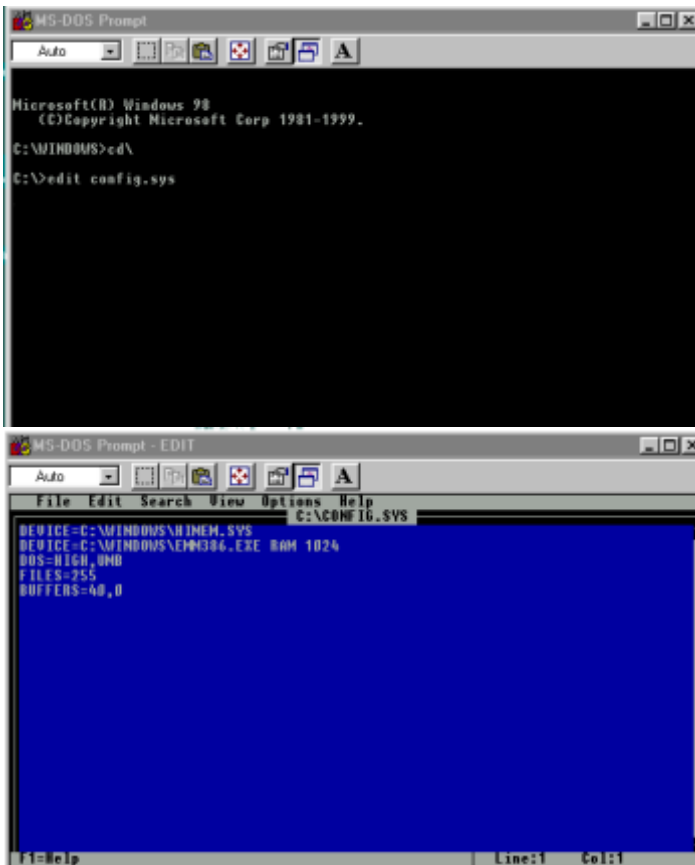 MS-DOS Prompt
Auto
A
Microsoft(R) Windows 98
(C)Copyright Microsoft Corp 1981-1999.
C:\WINDOWS>cd\
C:\>edit config.sys
MS-DOS Prompt - EDIT
Auto
A
File Edit Search View Options Help
C:\CONFIG.SYS
DEVICE=C:\WINDOWS\HIMEM.SYS
DEVICE=C:\WINDOWS\EMM386.EXE RAM 1024
DOS=HIGH,UMB
FILES=255
BUFFERS=40,0
F1=Help Line:1 Col:1